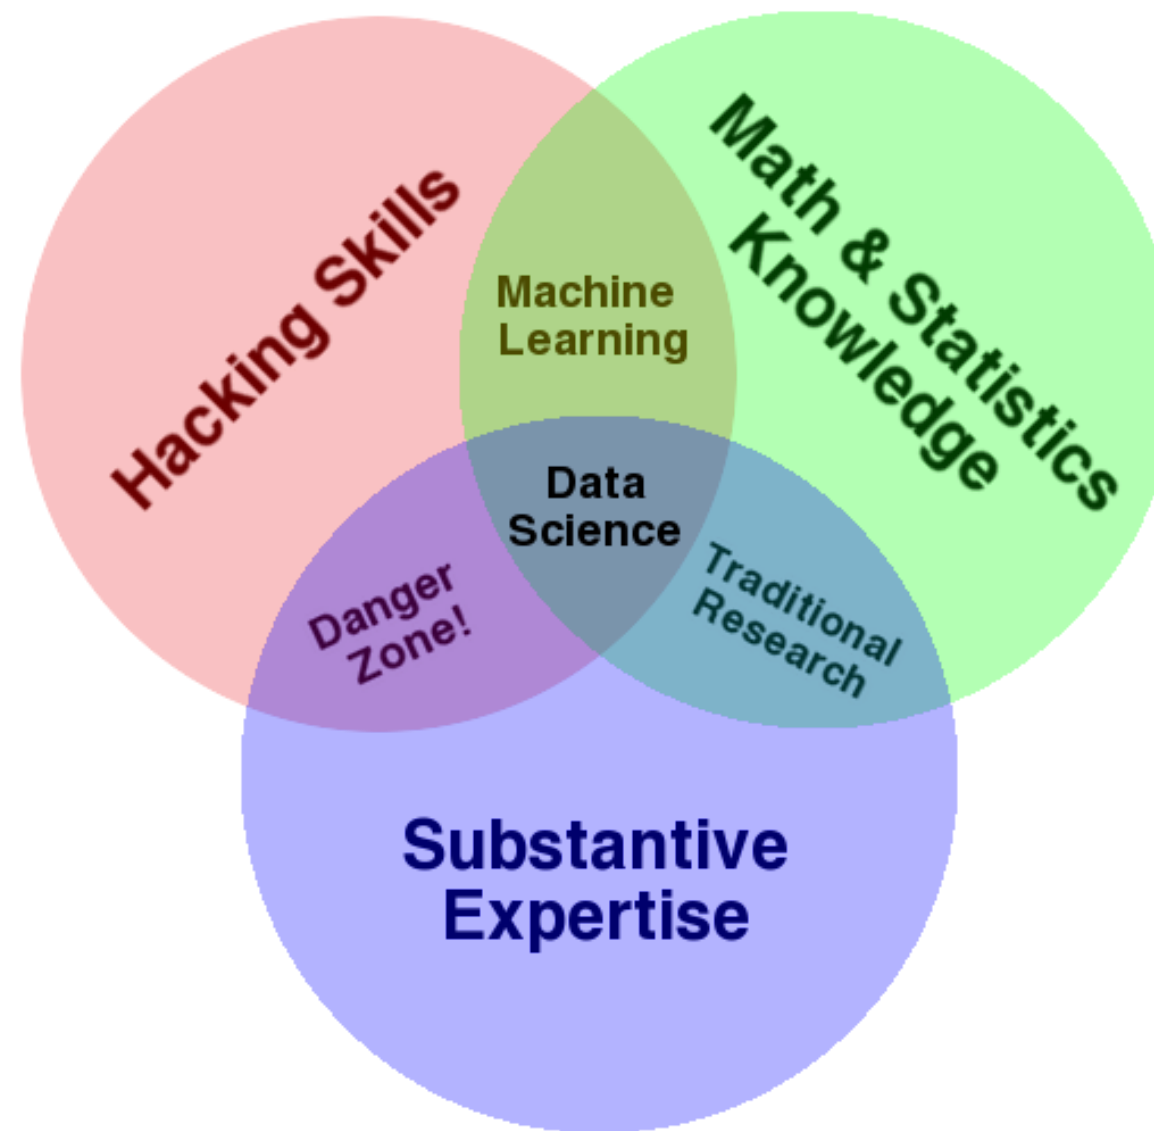 Hacking Skills
Math & Statistics
Knowledge
Machine
Learning
Data
Science
Danger
Zone!
Traditional
Research
Substantive
Expertise